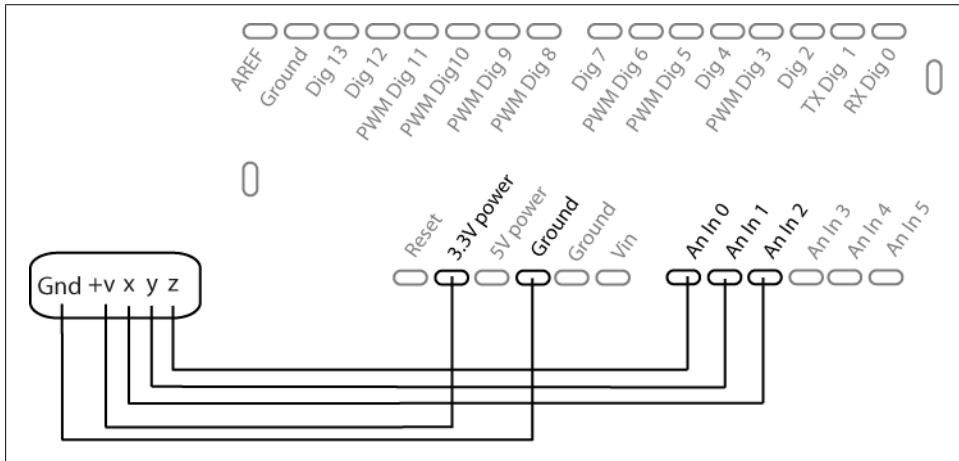 AREF
Ground
Dig 13
Dig 12
PWM Dig 11
PWM Dig10
PWM Dig 9
PWM Dig 8
Dig 7
PWM Dig 6
PWM Dig 5
Dig 4
PWM Dig 3
Dig 2
TX Dig 1
RX Dig 0
Reset
3.3V power
5V power
Ground
Ground
Vin
An In 0
An In 1
An In 2
An In 3
An In 4
An In 5
Gnd +v x y z